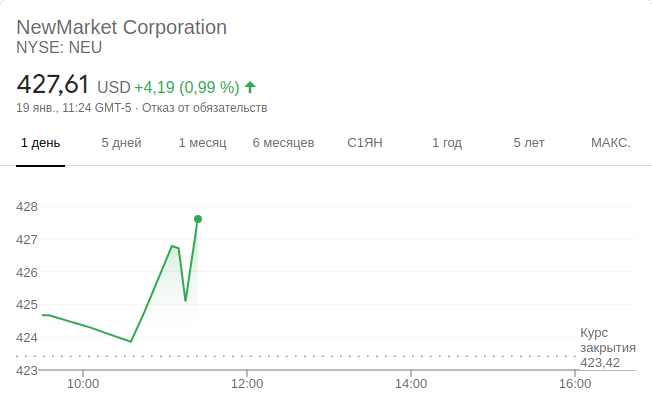 NewMarket Corporation
NYSE: NEU
427,61 USD +4,19 (0,99 %)
19 янв., 11:24 GMT-5 · Отказ от обязательств
1 день 5 дней 1 месяц 6 месяцев С1ЯН 1 год 5 лет МАКС.
428
427
426
425
424
423
Курс
закрытия
423,42
10:00 12:00 14:00 16:00